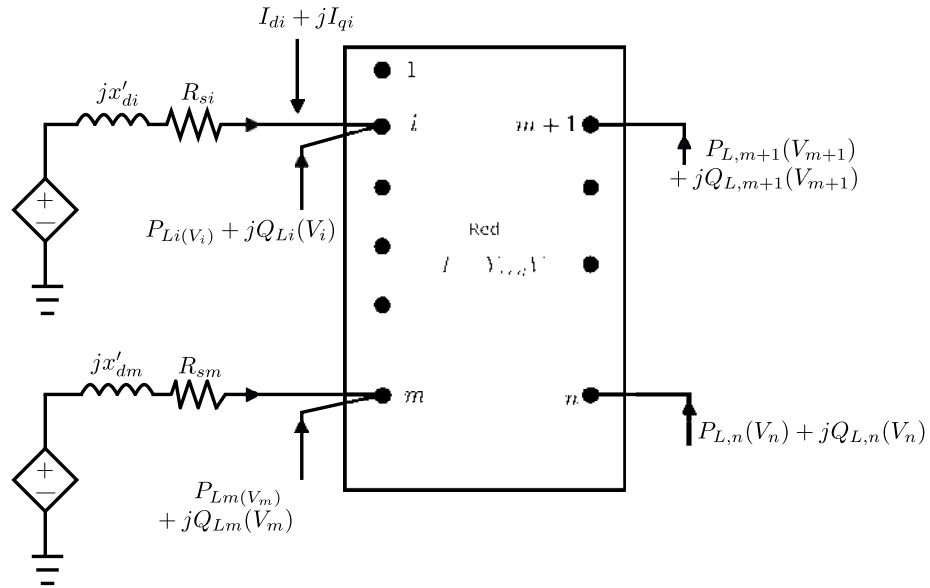 I_{di} + jI_{qi}
jx'_{di} R_{si}
1
i
m + 1
+
−
P_{Li(V_i)} + jQ_{Li}(V_i)
P_{L,m+1}(V_{m+1})
+ jQ_{L,m+1}(V_{m+1})
Red
jx'_{dm} R_{sm}
m
n
+
−
P_{Lm(V_m)}
+ jQ_{Lm}(V_m)
P_{L,n}(V_n) + jQ_{L,n}(V_n)